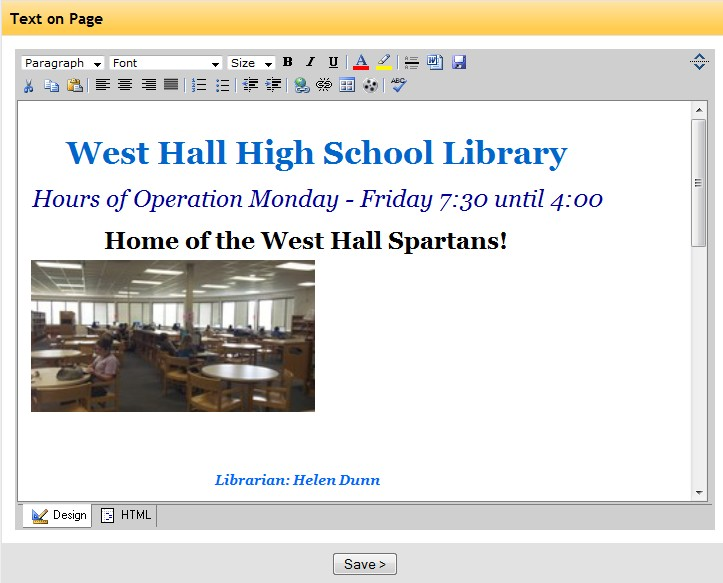 Text on Page
Paragraph Font Size B I U A
ABC
West Hall High School Library
Hours of Operation Monday - Friday 7:30 until 4:00
Home of the West Hall Spartans!
Librarian: Helen Dunn
Design HTML
Save >